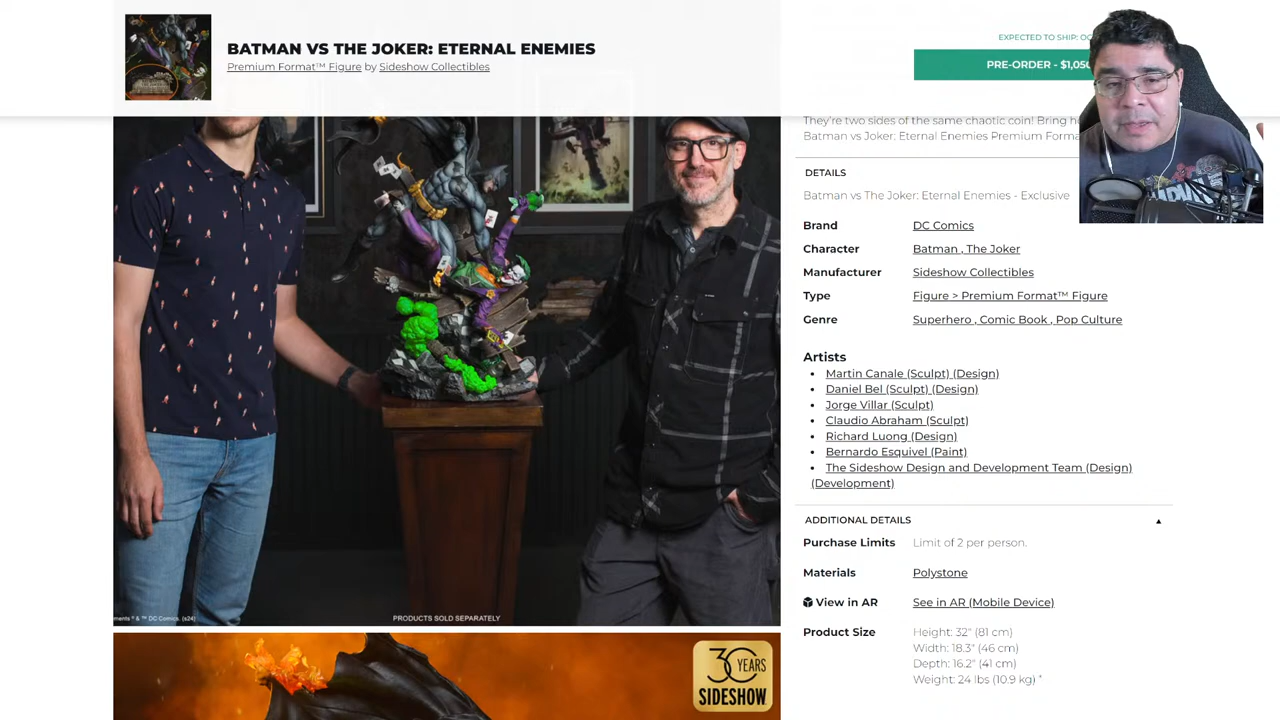 BATMAN VS THE JOKER: ETERNAL ENEMIES
Premium Format™ Figure by Sideshow Collectibles
EXPECTED TO SHIP:
PRE-ORDER - $1,050
They're two sides of the same chaotic coin! Bring
Batman vs Joker: Eternal Enemies Premium
DETAILS
Batman vs The Joker: Eternal Enemies - Exclusive
Brand DC Comics
Character Batman , The Joker
Manufacturer Sideshow Collectibles
Type Figure > Premium Format™ Figure
Genre Superhero , Comic Book , Pop Culture
Artists
• Martin Canale (Sculpt) (Design)
• Daniel Bel (Sculpt) (Design)
• Jorge Villar (Sculpt)
• Claudio Abraham (Sculpt)
• Richard Luong (Design)
• Bernardo Esquivel (Paint)
• The Sideshow Design and Development Team (Design)
(Development)
ADDITIONAL DETAILS
Purchase Limits Limit of 2 per person.
Materials Polystone
View in AR See in AR (Mobile Device)
Product Size Height: 32" (81 cm)
Width: 18.3" (46 cm)
Depth: 16.2" (41 cm)
Weight: 24 lbs (10.9 kg) *
& ™ DC Comics. (s24)
PRODUCTS SOLD SEPARATELY
30 YEARS
SIDESHOW